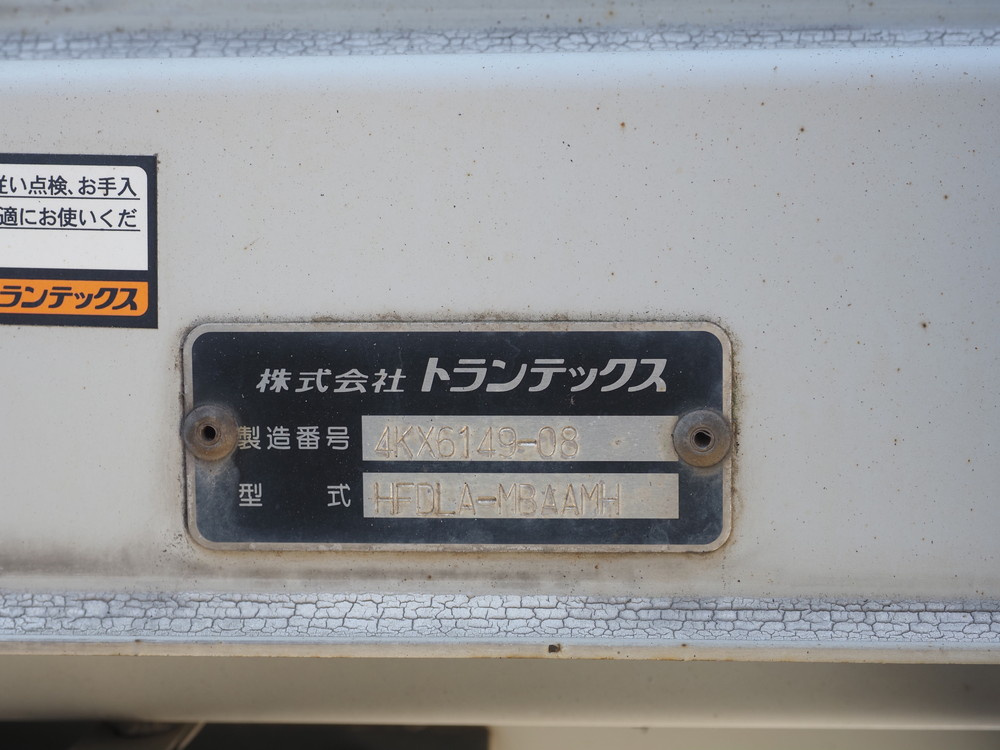 従い点検、お手入
適にお使いくだ
ランテックス
株式会社 トランテックス
製造番号 4KX6149-08
型 式 HFDLA-MBAAMH